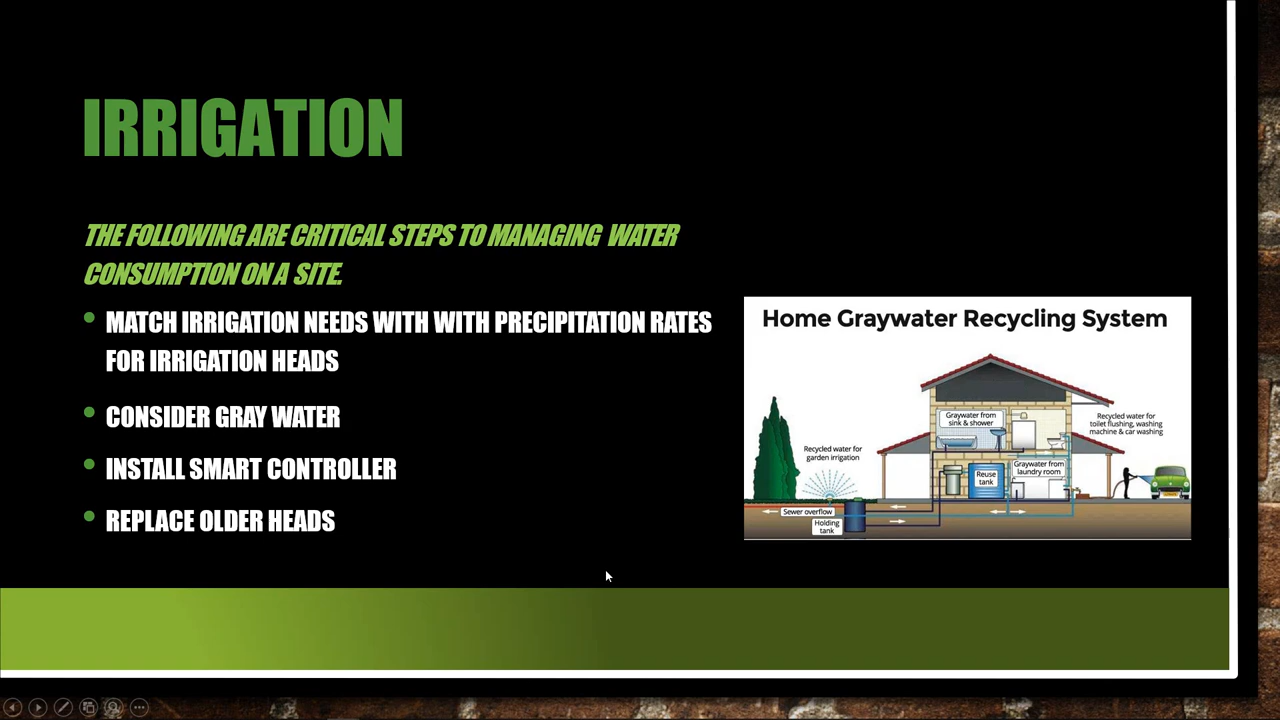 IRRIGATION
THE FOLLOWING ARE CRITICAL STEPS TO MANAGING WATER
CONSUMPTION ON A SITE.
MATCH IRRIGATION NEEDS WITH WITH PRECIPITATION RATES
FOR IRRIGATION HEADS
CONSIDER GRAY WATER
INSTALL SMART CONTROLLER
REPLACE OLDER HEADS
Home Graywater Recycling System
Graywater from
sink & shower
Recycled water for
toilet flushing, washing
machine & car washing
Recycled water for
garden irrigation
Reuse
tank
Graywater from
laundry room
Sewer overflow
Holding
tank